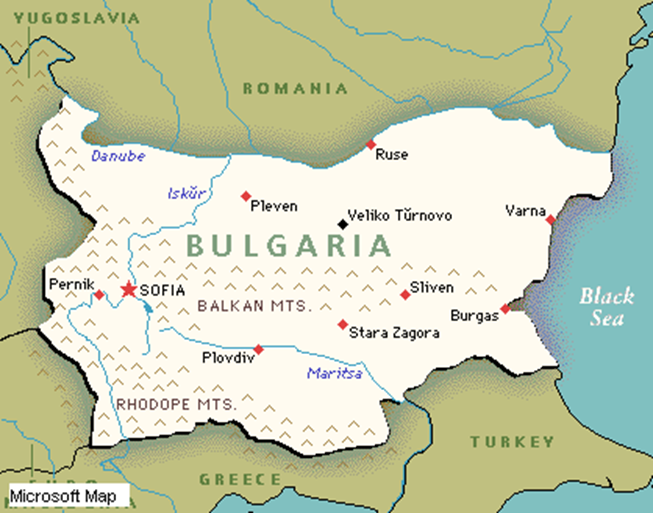 YUGOSLAVIA
ROMANIA
Danube
Ruse
Iskŭr
Pleven
Veliko Tŭrnovo
Varna
BULGARIA
Pernik
SOFIA
Sliven
BALKAN MTS.
Burgas
Black
Sea
Stara Zagora
Plovdiv
Maritsa
RHODOPE MTS.
TURKEY
GREECE
Microsoft Map